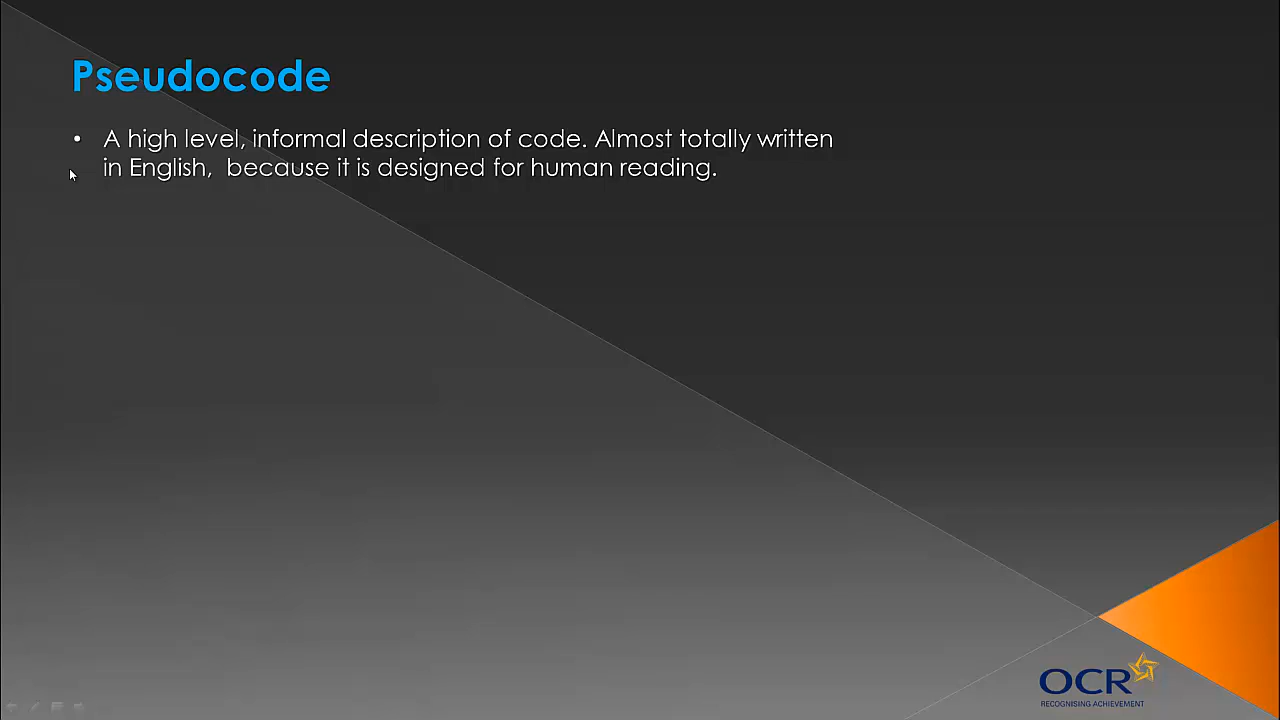 Pseudocode
• A high level, informal description of code. Almost totally written
in English,  because it is designed for human reading.
OCR
RECOGNISING ACHIEVEMENT